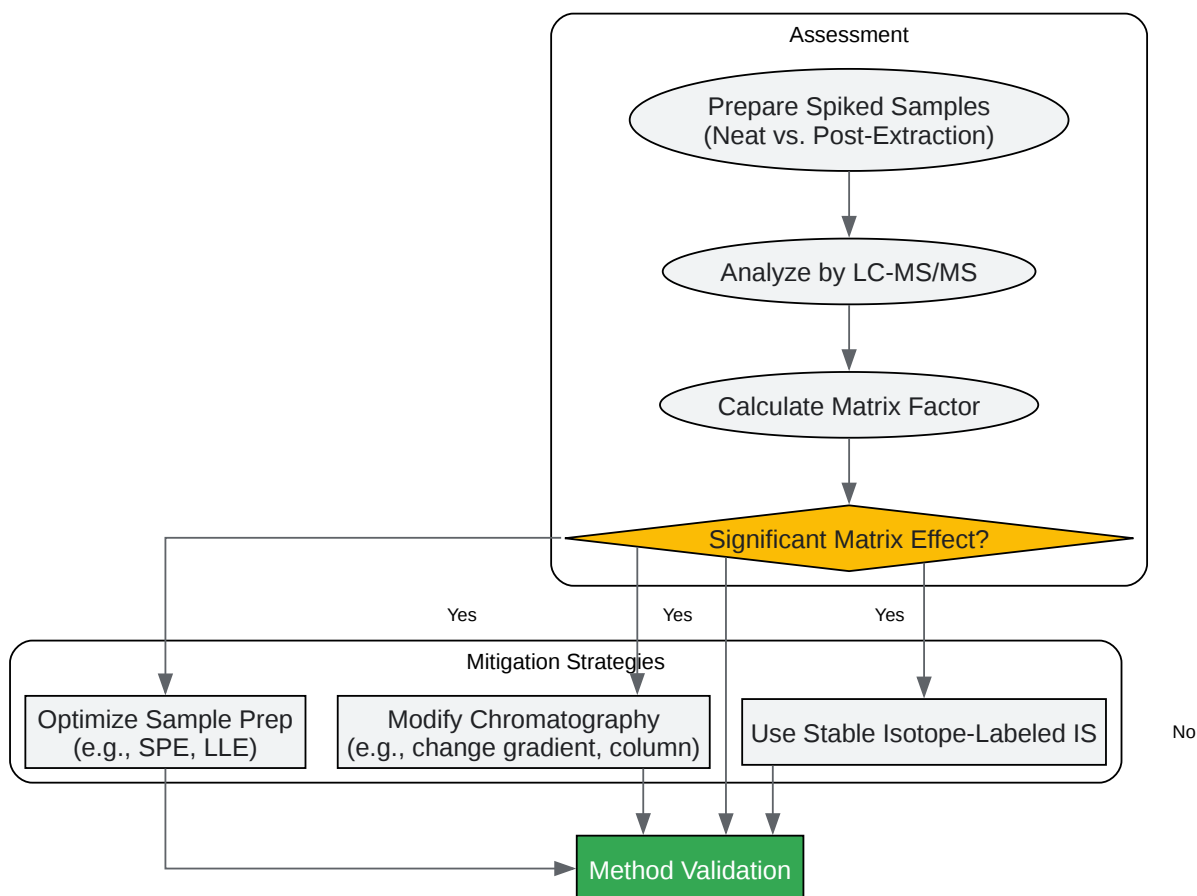 Assessment
Prepare Spiked Samples
(Neat vs. Post-Extraction)
Analyze by LC-MS/MS
Calculate Matrix Factor
Significant Matrix Effect?
Yes
Yes
Yes
Mitigation Strategies
Optimize Sample Prep
(e.g., SPE, LLE)
Modify Chromatography
(e.g., change gradient, column)
Use Stable Isotope-Labeled IS
No
Method Validation